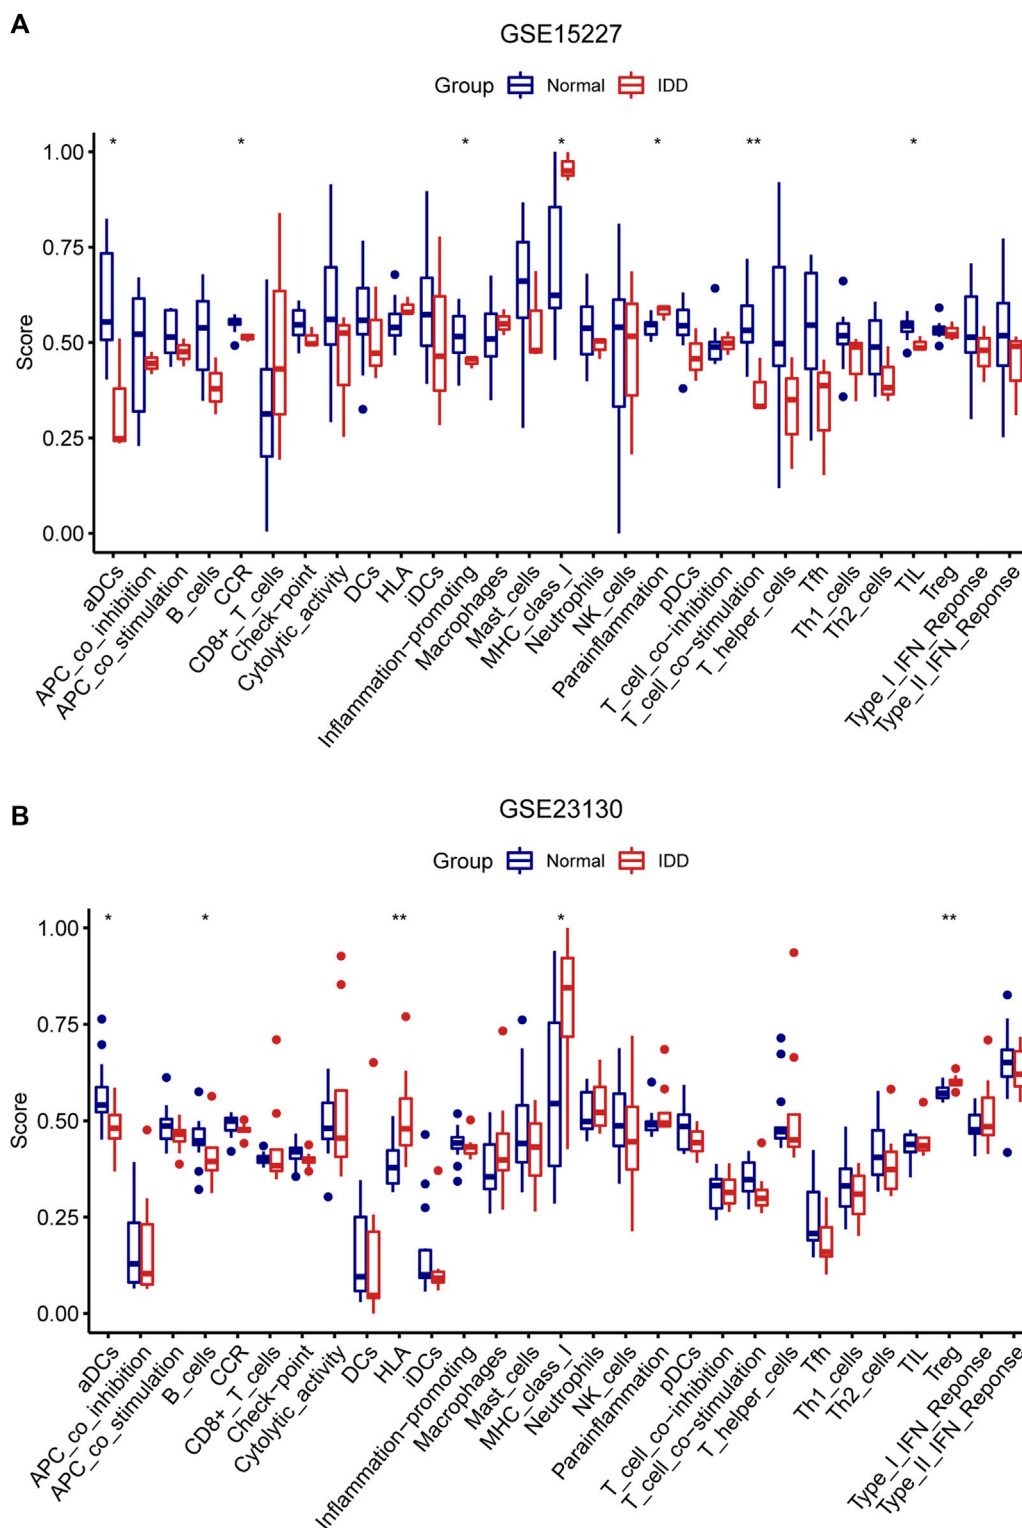 A
GSE15227
Group Normal IDD
* * * * * ** *
1.00
0.75
0.50
0.25
0.00
Score
aDCs
APC_co_inhibition
APC_co_stimulation
B_cells
CCR
CD8+_T_cells
Check-point
Cytolytic_activity
DCs
HLA
iDCs
Inflammation-promoting
Macrophages
Mast_cells
MHC_class_I
Neutrophils
NK_cells
Parainflammation
pDCs
T_cell_co-inhibition
T_cell_co-stimulation
T_helper_cells
Tfh
Th1_cells
Th2_cells
TIL
Treg
Type_I_IFN_Reponse
Type_II_IFN_Reponse
B
GSE23130
Group Normal IDD
* * ** * **
1.00
0.75
0.50
0.25
0.00
Score
aDCs
APC_co_inhibition
APC_co_stimulation
B_cells
CCR
CD8+_T_cells
Check-point
Cytolytic_activity
DCs
HLA
iDCs
Inflammation-promoting
Macrophages
Mast_cells
MHC_class_I
Neutrophils
NK_cells
Parainflammation
pDCs
T_cell_co-inhibition
T_cell_co-stimulation
T_helper_cells
Tfh
Th1_cells
Th2_cells
TIL
Treg
Type_I_IFN_Reponse
Type_II_IFN_Reponse